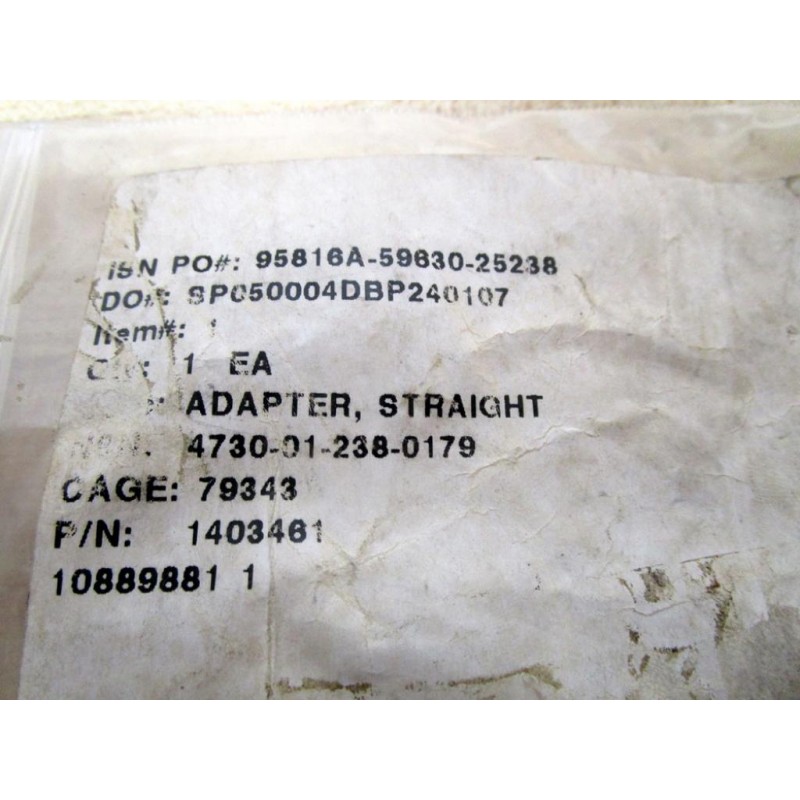 ISN PO#: 95816A-59630-25238
DO#: SP050004DBP240107
Item#: 1
1 EA
ADAPTER, STRAIGHT
NSN: 4730-01-238-0179
CAGE: 79343
P/N: 1403461
10889881 1